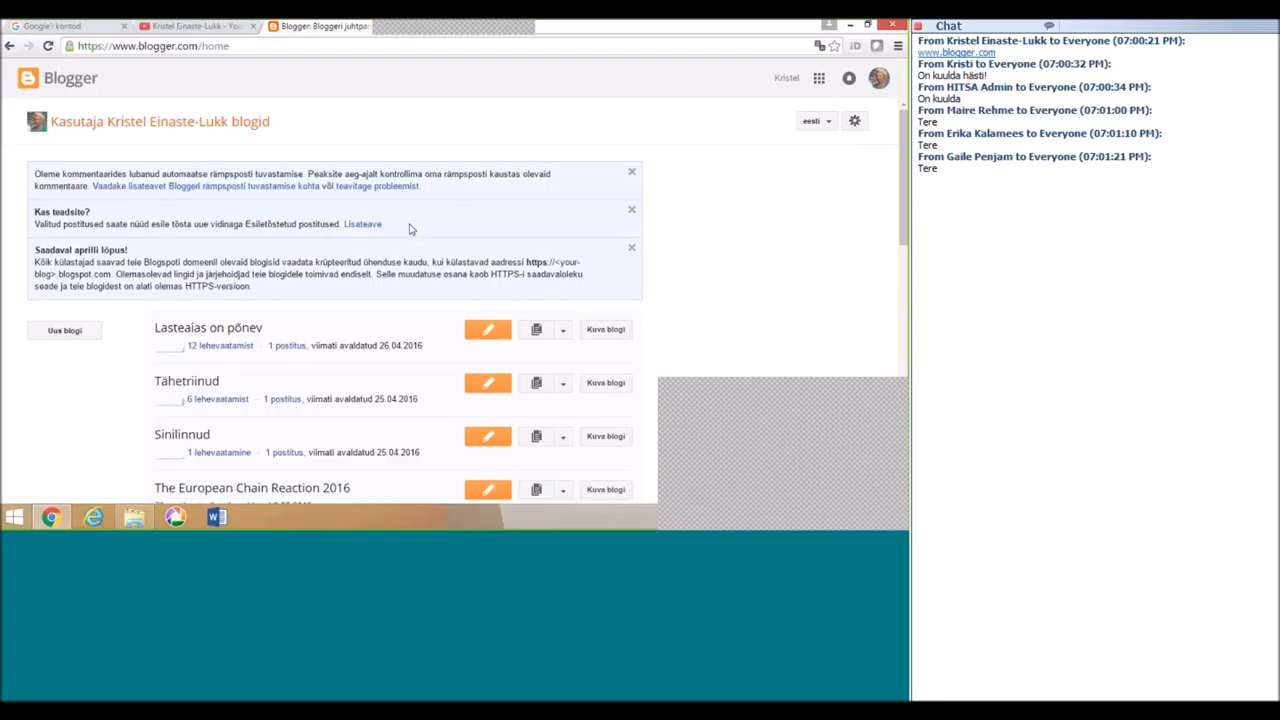 Google'i kontod
Kristel Einaste-Lukk - You
Blogger: Bloggeri juhtpa
https://www.blogger.com/home
iD
Blogger
Kristel
Kasutaja Kristel Einaste-Lukk blogid
eesti
Oleme kommentaarides lubanud automaatse rämpsposti tuvastamise. Peaksite aeg-ajalt kontrollima oma rämpsposti kaustas olevaid
kommentaare. Vaadake lisateavet Bloggeri rämpsposti tuvastamise kohta või teavitage probleemist.
Kas teadsite?
Valitud postitused saate nüüd esile tõsta uue vidinaga Esiletõstetud postitused. Lisateave
Saadaval aprilli lõpus!
Kõik külastajad saavad teie Blogspoti domeenil olevaid blogisid vaadata krüpteeritud ühenduse kaudu, kui külastavad aadressi https://<your-
blog>.blogspot.com. Olemasolevad lingid ja järjehoidjad teie blogidele toimivad endiselt. Selle muudatuse osana kaob HTTPS-i saadavaloleku
seade ja teie blogidest on alati olemas HTTPS-versioon.
Uus blogi
Lasteaias on põnev
Kuva blogi
12 lehevaatamist · 1 postitus, viimati avaldatud 26.04.2016
Tähetriinud
Kuva blogi
6 lehevaatamist · 1 postitus, viimati avaldatud 25.04.2016
Sinilinnud
Kuva blogi
1 lehevaatamine · 1 postitus, viimati avaldatud 25.04.2016
The European Chain Reaction 2016
Kuva blogi
Chat
From Kristel Einaste-Lukk to Everyone (07:00:21 PM):
www.blogger.com
From Kristi to Everyone (07:00:32 PM):
On kuulda hästi!
From HITSA Admin to Everyone (07:00:34 PM):
On kuulda
From Maire Rehme to Everyone (07:01:00 PM):
Tere
From Erika Kalamees to Everyone (07:01:10 PM):
Tere
From Gaile Penjam to Everyone (07:01:21 PM):
Tere